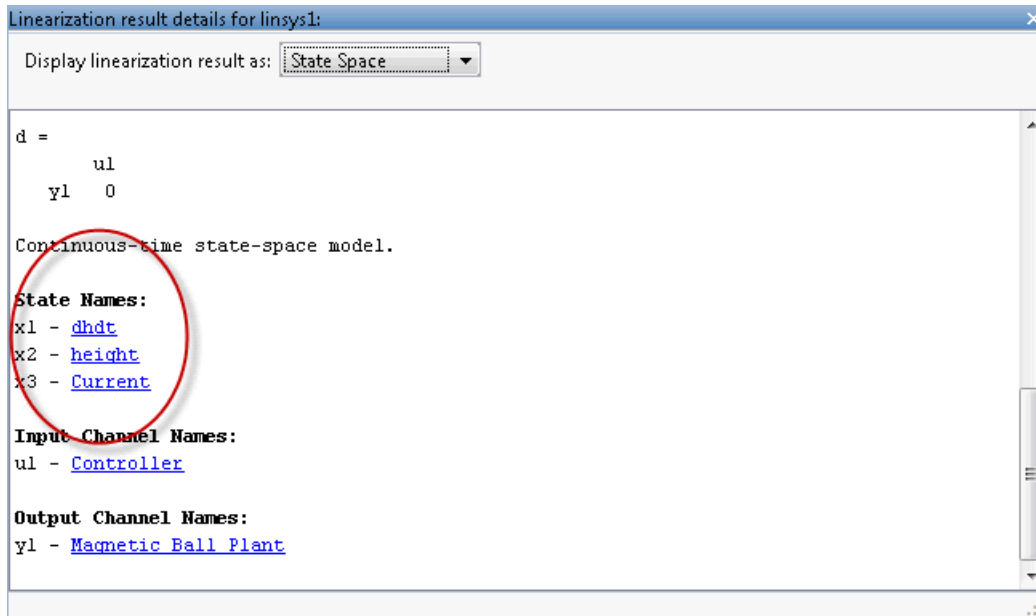 Linearization result details for linsys1:
Display linearization result as: State Space
d =
u1
y1 0
Continuous-time state-space model.
State Names:
x1 - dhdt
x2 - height
x3 - Current
Input Channel Names:
u1 - Controller
Output Channel Names:
y1 - Magnetic Ball Plant